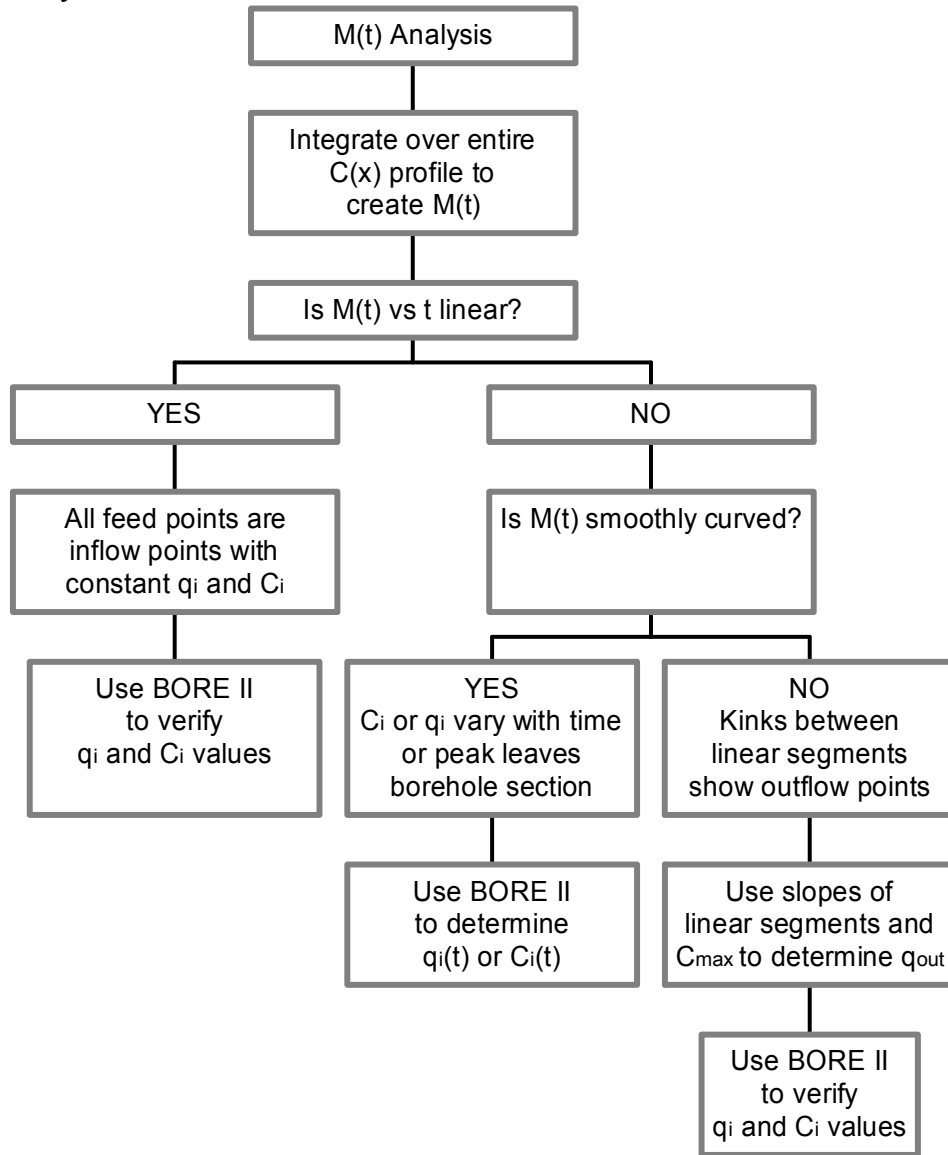 M(t) Analysis
Integrate over entire
C(x) profile to
create M(t)
Is M(t) vs t linear?
YES
NO
All feed points are
inflow points with
constant qi and Ci
Is M(t) smoothly curved?
Use BORE II
to verify
qi and Ci values
YES
Ci or qi vary with time
or peak leaves
borehole section
NO
Kinks between
linear segments
show outflow points
Use BORE II
to determine
qi(t) or Ci(t)
Use slopes of
linear segments and
Cmax to determine qout
Use BORE II
to verify
qi and Ci values